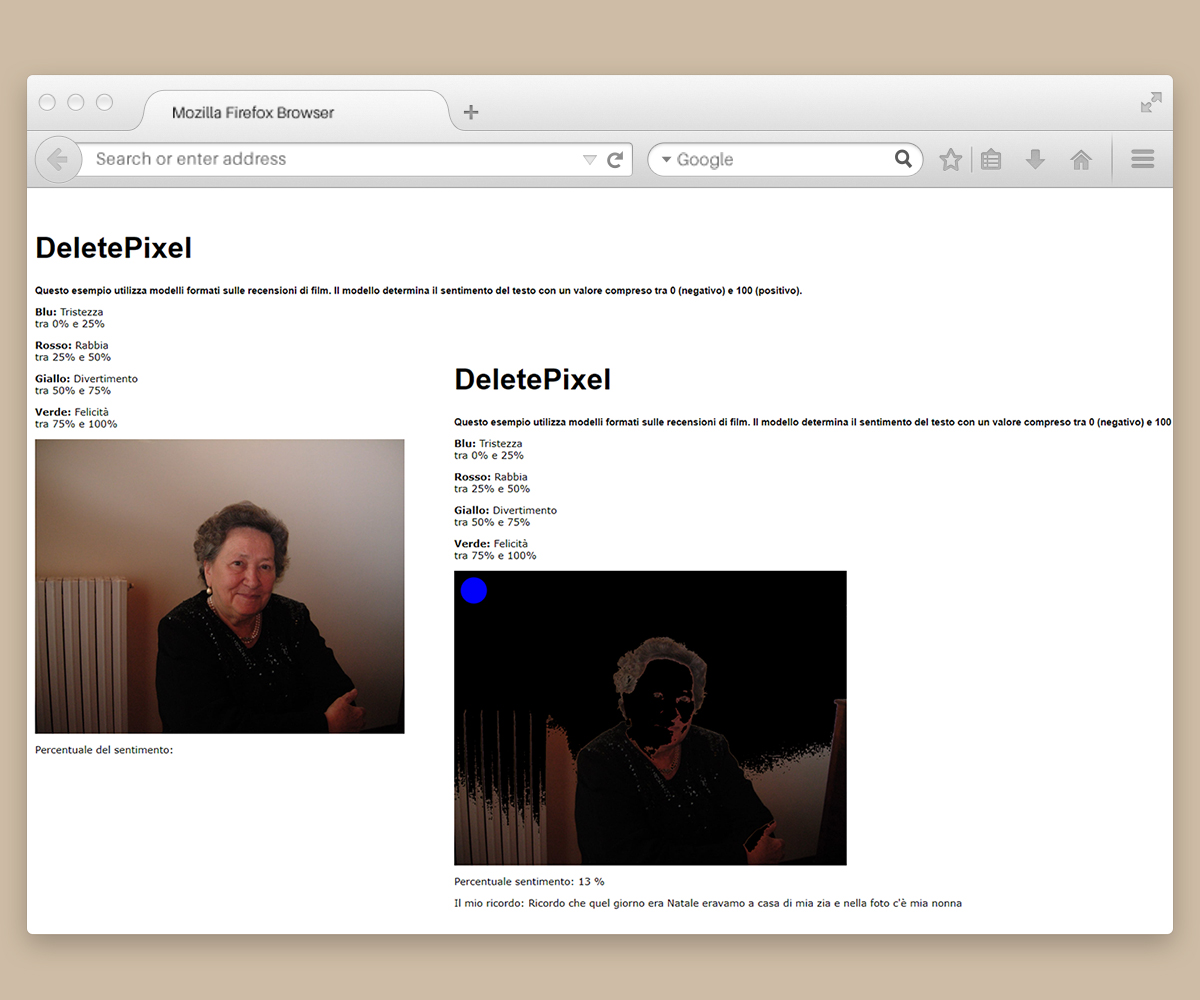 Mozilla Firefox Browser
Search or enter address
Google
DeletePixel
Questo esempio utilizza modelli formati sulle recensioni di film. Il modello determina il sentimento del testo con un valore compreso tra 0 (negativo) e 100 (positivo).
Blu: Tristezza
tra 0% e 25%
Rosso: Rabbia
tra 25% e 50%
Giallo: Divertimento
tra 50% e 75%
Verde: Felicità
tra 75% e 100%
Percentuale del sentimento:
DeletePixel
Questo esempio utilizza modelli formati sulle recensioni di film. Il modello determina il sentimento del testo con un valore compreso tra 0 (negativo) e 100
Blu: Tristezza
tra 0% e 25%
Rosso: Rabbia
tra 25% e 50%
Giallo: Divertimento
tra 50% e 75%
Verde: Felicità
tra 75% e 100%
Percentuale sentimento: 13 %
Il mio ricordo: Ricordo che quel giorno era Natale eravamo a casa di mia zia e nella foto c'è mia nonna